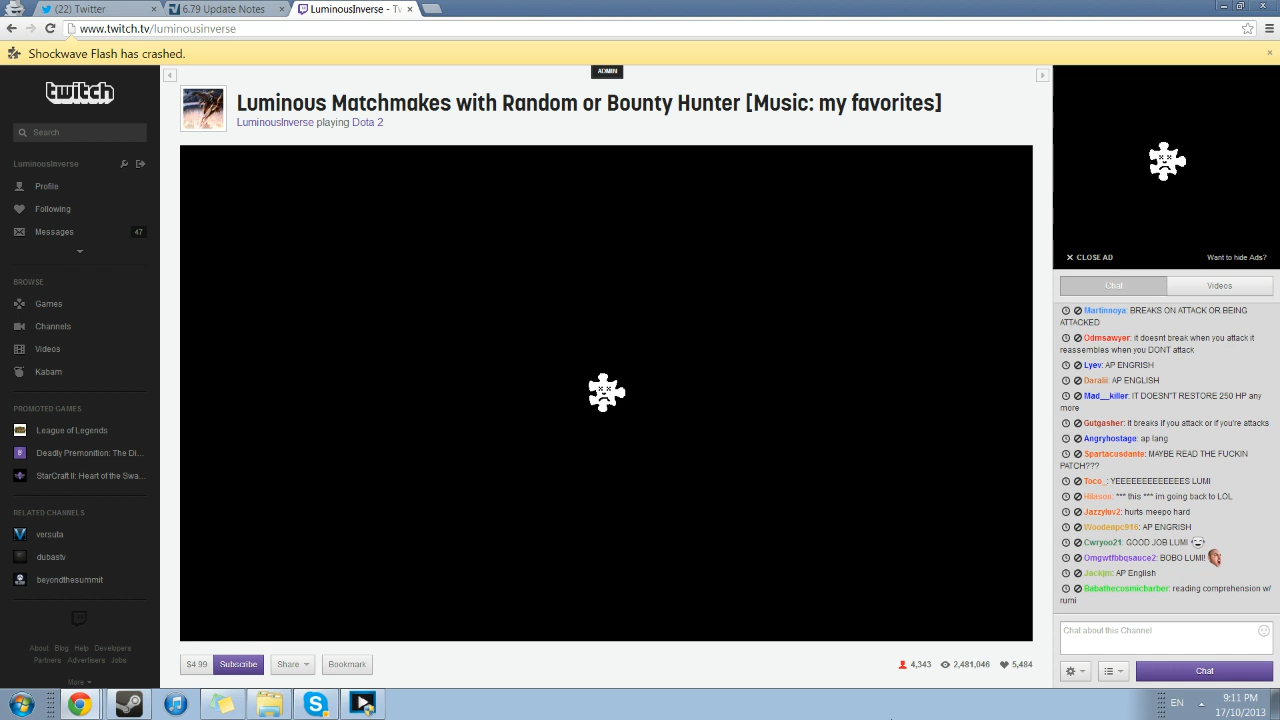 (22) Twitter
6.79 Update Notes
LuminousInverse - Tw
www.twitch.tv/luminousinverse
Shockwave Flash has crashed.
twitch
Search
LuminousInverse
Profile
Following
Messages 47
BROWSE
Games
Channels
Videos
Kabam
PROMOTED GAMES
League of Legends
Deadly Premonition: The Di...
StarCraft II: Heart of the Swa...
RELATED CHANNELS
versuta
dubastv
beyondthesummit
About Blog Help Developers
Partners Advertisers Jobs
More
ADMIN
Luminous Matchmakes with Random or Bounty Hunter [Music: my favorites]
LuminousInverse playing Dota 2
$4.99 Subscribe Share Bookmark
4,343 2,481,046 5,484
CLOSE AD Want to hide Ads?
Chat Videos
Martinnoya: BREAKS ON ATTACK OR BEING
ATTACKED
Odmsawyer: it doesnt break when you attack it
reassembles when you DONT attack
Lyev: AP ENGRISH
Daralii: AP ENGLISH
Mad__killer: IT DOESN"T RESTORE 250 HP any
more
Gutgasher: it breaks if you attack or if you're attacks
Angryhostage: ap lang
Spartacusdante: MAYBE READ THE FUCKIN
PATCH???
Toco_: YEEEEEEEEEEEEES LUMI
Hilasoo: *** this *** im going back to LOL
Jazzyluv2: hurts meepo hard
Woodenpc916: AP ENGRISH
Cwryoo21: GOOD JOB LUMI
Omgwtfbbqsauce2: BOBO LUMI!
Jackjm: AP English
Babathecosmicbarber: reading comprehension w/
rumi
Chat about this Channel
Chat
EN
9:11 PM
17/10/2013